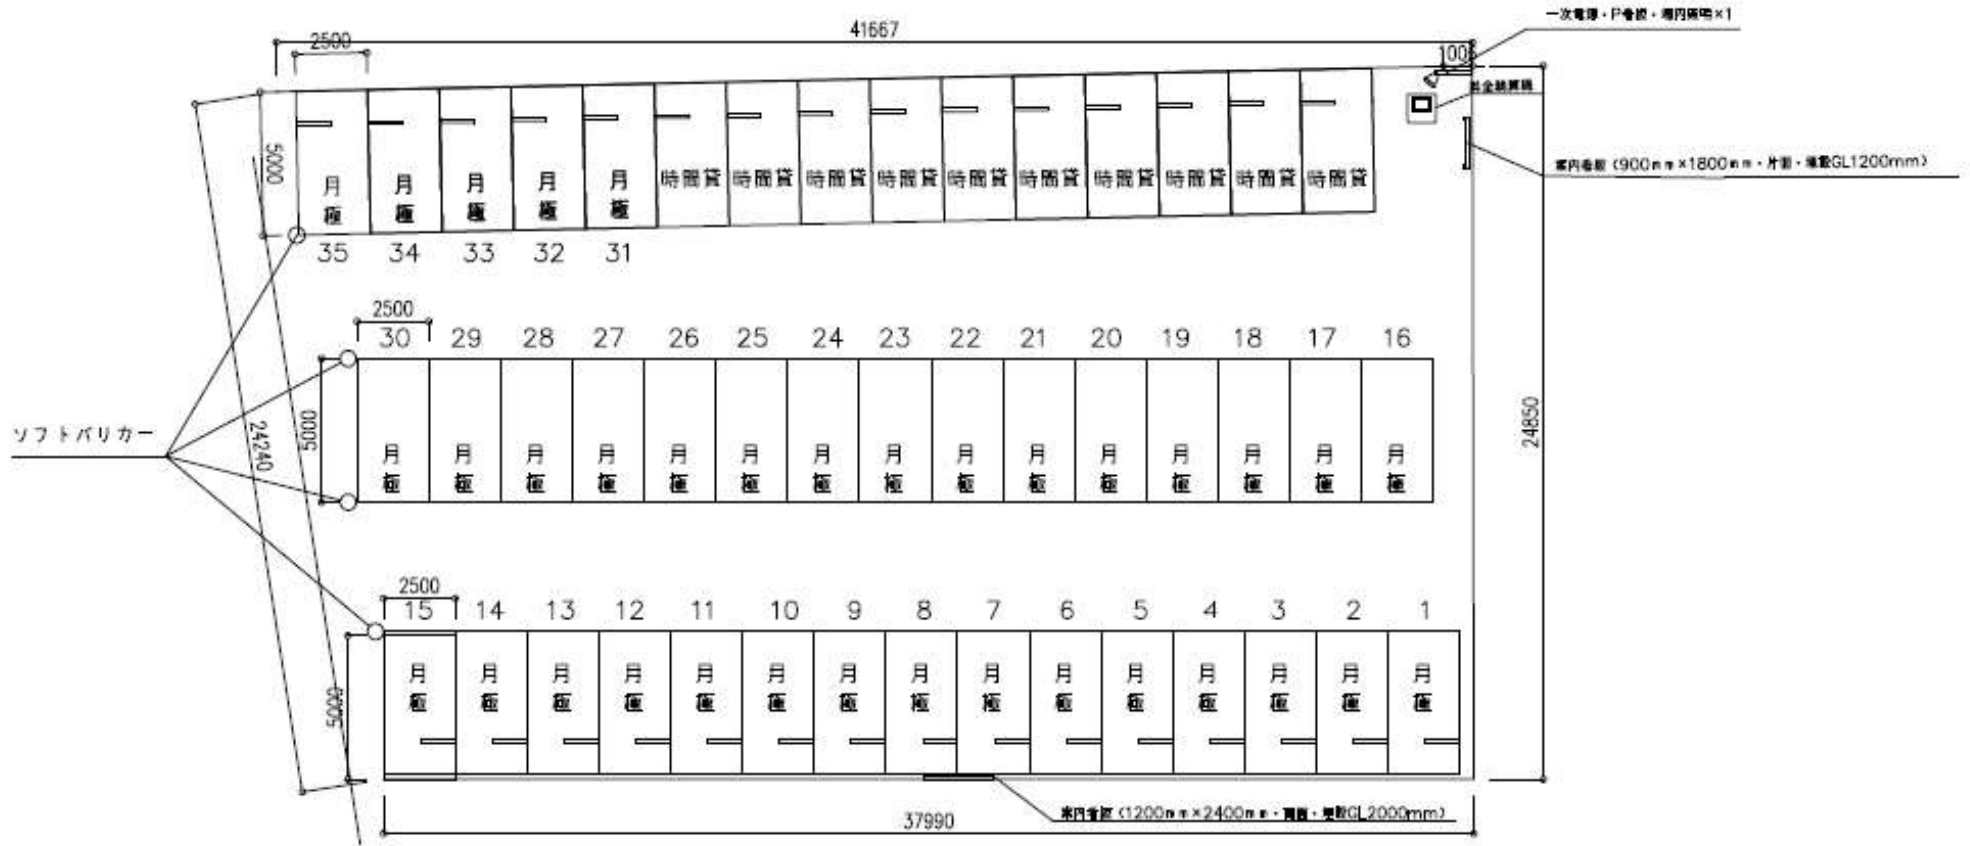 一次電源・P看板・場内照明×1
41667
2500
100
料金精算機
案内看板（900mm×1800mm・片面・埋設GL1200mm）
5000
月極 月極 月極 月極 月極 時間貸 時間貸 時間貸 時間貸 時間貸 時間貸 時間貸 時間貸 時間貸 時間貸
35 34 33 32 31
2500
30 29 28 27 26 25 24 23 22 21 20 19 18 17 16
ソフトバリカー
24240
5000
24850
月極 月極 月極 月極 月極 月極 月極 月極 月極 月極 月極 月極 月極 月極 月極
2500
15 14 13 12 11 10 9 8 7 6 5 4 3 2 1
5000
月極 月極 月極 月極 月極 月極 月極 月極 月極 月極 月極 月極 月極 月極 月極
案内看板（1200mm×2400mm・両面・埋設GL2000mm）
37990